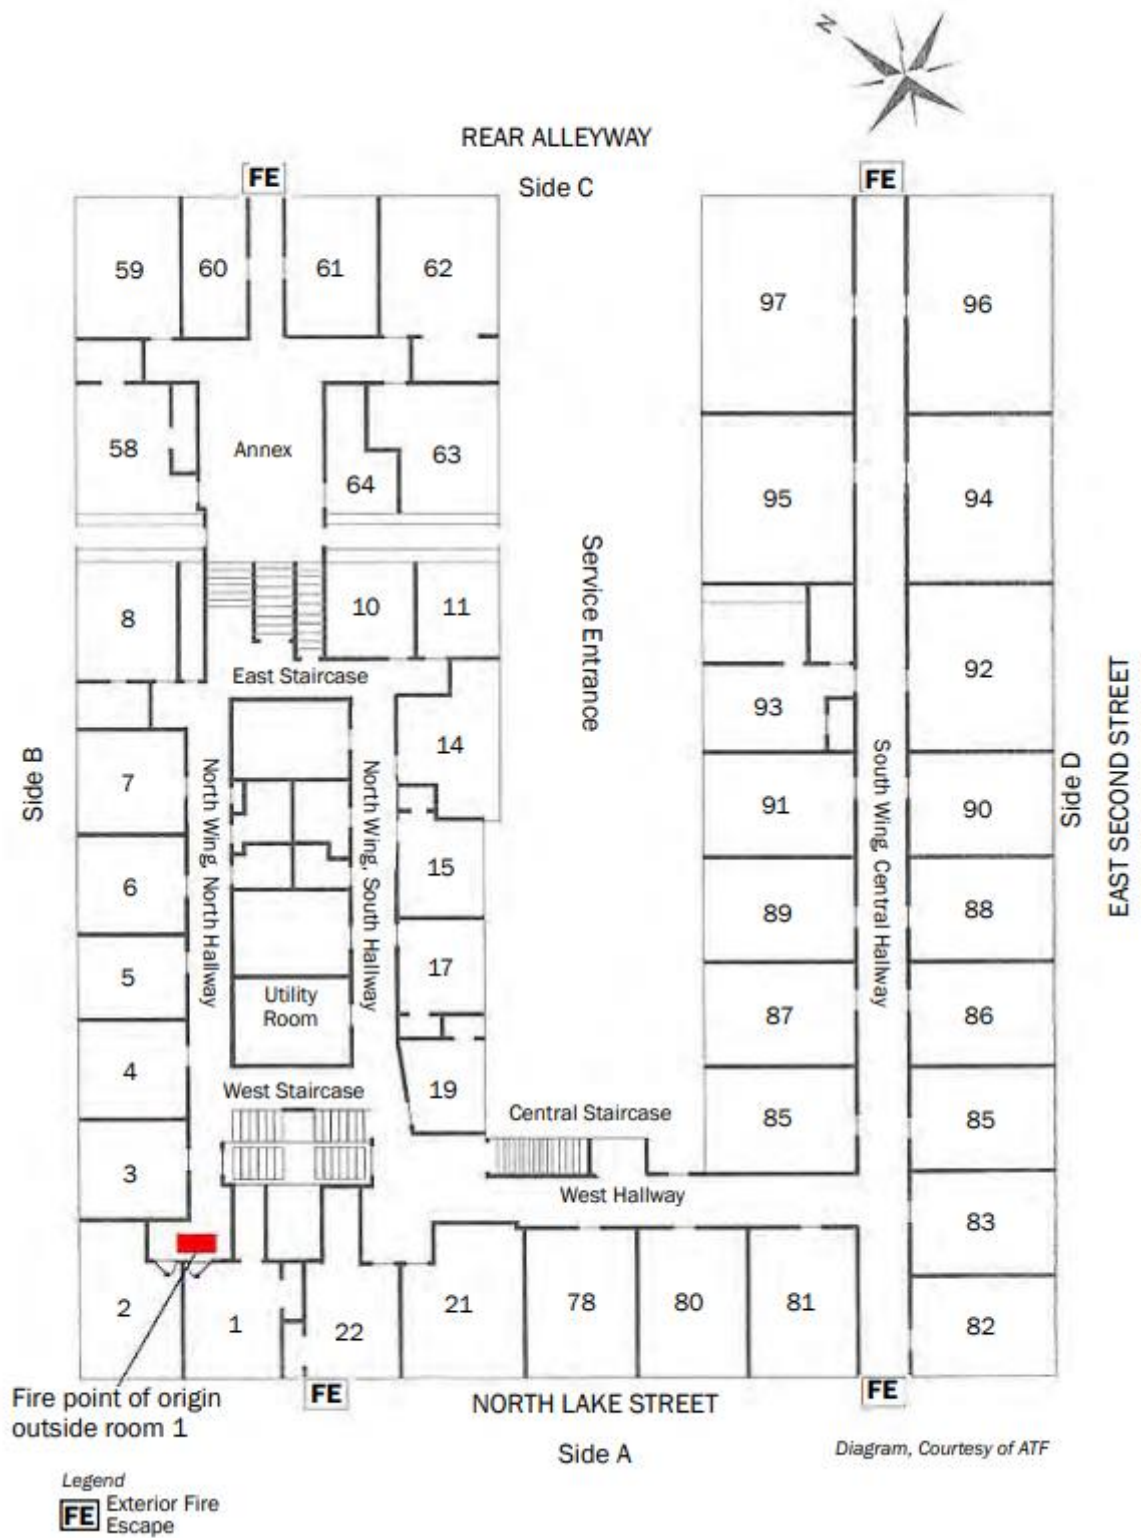 N
REAR ALLEYWAY
FE
Side C
FE
59
60
61
62
97
96
58
Annex
64
63
95
94
8
10
11
Service Entrance
East Staircase
92
93
14
7
North Wing, North Hallway
North Wing, South Hallway
South Wing, Central Hallway
Side B
Side D
EAST SECOND STREET
91
90
15
6
89
88
17
5
Utility
Room
87
86
4
West Staircase
19
Central Staircase
85
85
3
West Hallway
83
2
1
22
21
78
80
81
82
Fire point of origin
outside room 1
FE
NORTH LAKE STREET
FE
Side A
Diagram, Courtesy of ATF
Legend
FE Exterior Fire
Escape